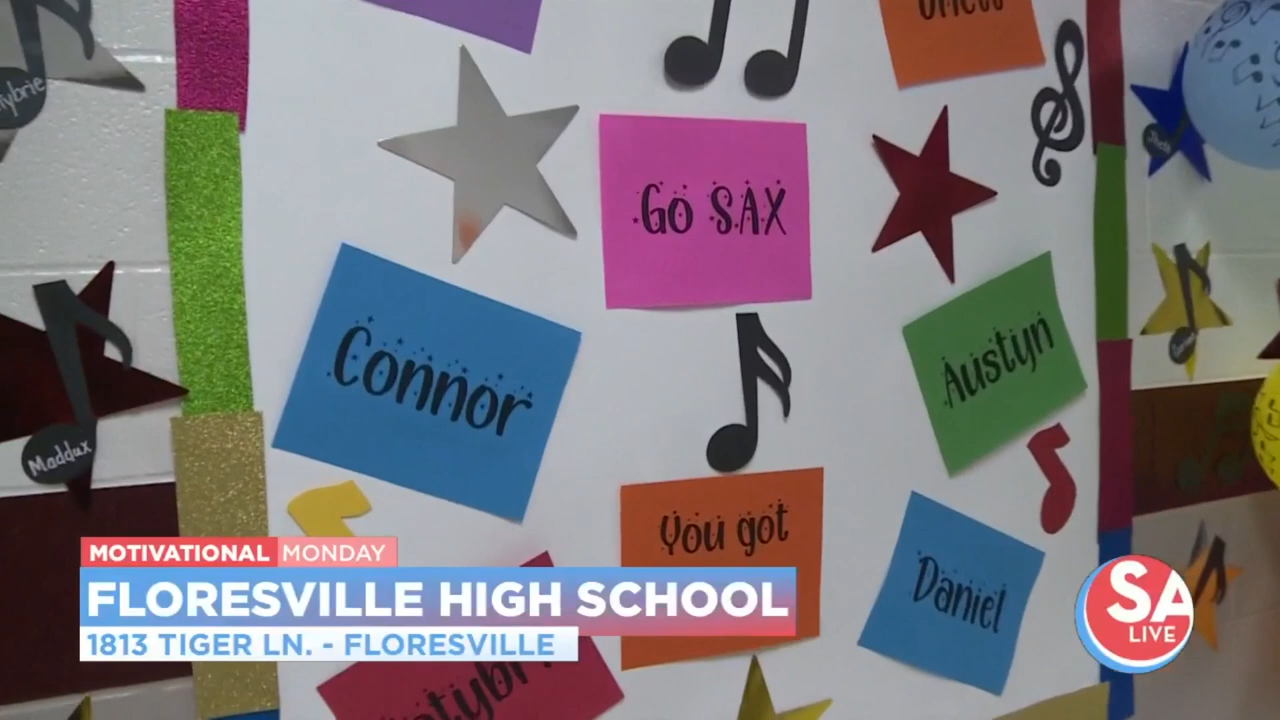 Go SAX
Connor
Austyn
Maddux
You got
Daniel
MOTIVATIONAL MONDAY
FLORESVILLE HIGH SCHOOL
1813 TIGER LN. - FLORESVILLE
SA
LIVE